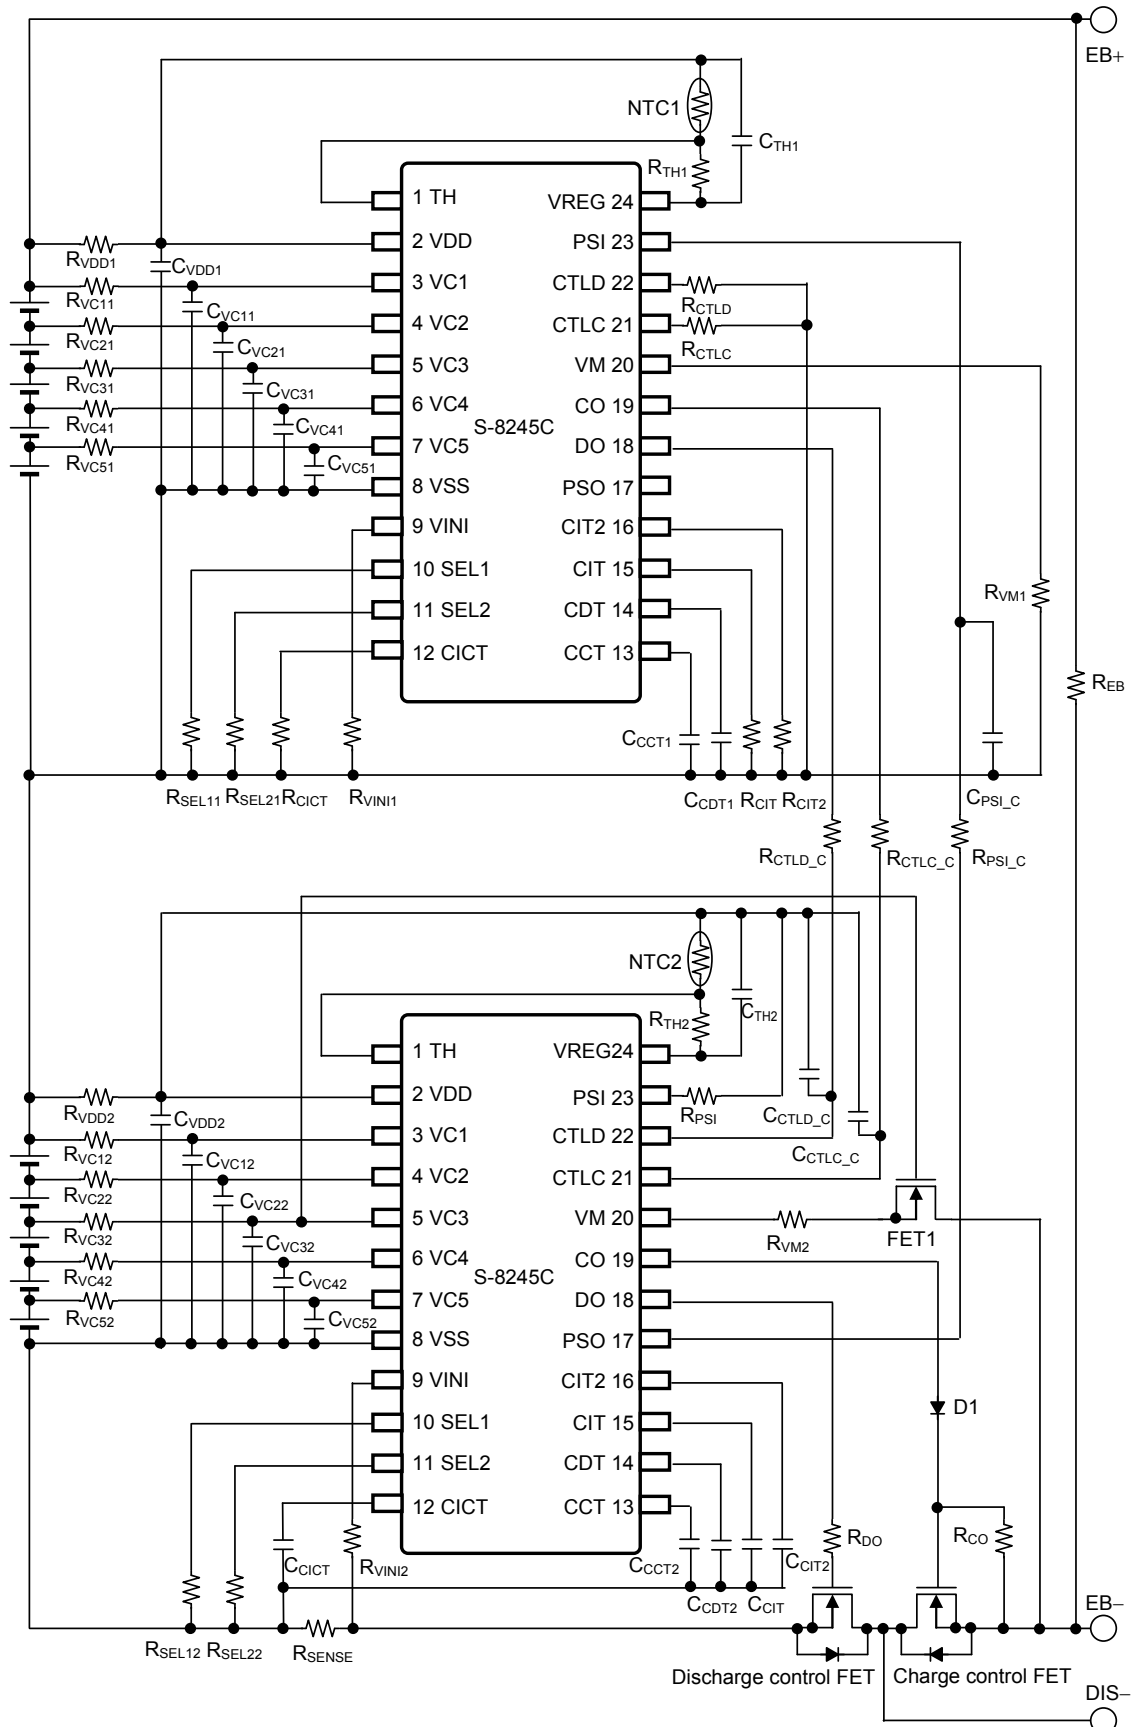 EB+
NTC1
CTH1
RTH1
1 TH
VREG 24
2 VDD
PSI 23
RVDD1
CVDD1
3 VC1
CTLD 22
RVC11
CVC11
RCTLD
4 VC2
CTLC 21
RVC21
CVC21
RCTLC
5 VC3
VM 20
RVC31
CVC31
6 VC4
CO 19
RVC41
CVC41
S-8245C
7 VC5
DO 18
RVC51
CVC51
8 VSS
PSO 17
9 VINI
CIT2 16
10 SEL1
CIT 15
RVM1
11 SEL2
CDT 14
12 CICT
CCT 13
REB
CCCT1
RSEL11
RSEL21
RCICT
RVINI1
CCDT1
RCIT
RCIT2
CPSI_C
RCTLD_C
RCTLC_C
RPSI_C
NTC2
CTH2
RTH2
1 TH
VREG24
2 VDD
PSI 23
RVDD2
CVDD2
RPSI
CCTLD_C
3 VC1
CTLD 22
RVC12
CVC12
CCTLC_C
4 VC2
CTLC 21
RVC22
CVC22
5 VC3
VM 20
RVC32
CVC32
RVM2
FET1
6 VC4
CO 19
RVC42
CVC42
S-8245C
7 VC5
DO 18
RVC52
CVC52
8 VSS
PSO 17
9 VINI
CIT2 16
D1
10 SEL1
CIT 15
11 SEL2
CDT 14
12 CICT
CCT 13
RDO
RCO
CCICT
RVINI2
CCCT2
CCIT2
CCDT2
CCIT
EB−
RSEL12
RSEL22
RSENSE
Discharge control FET
Charge control FET
DIS−